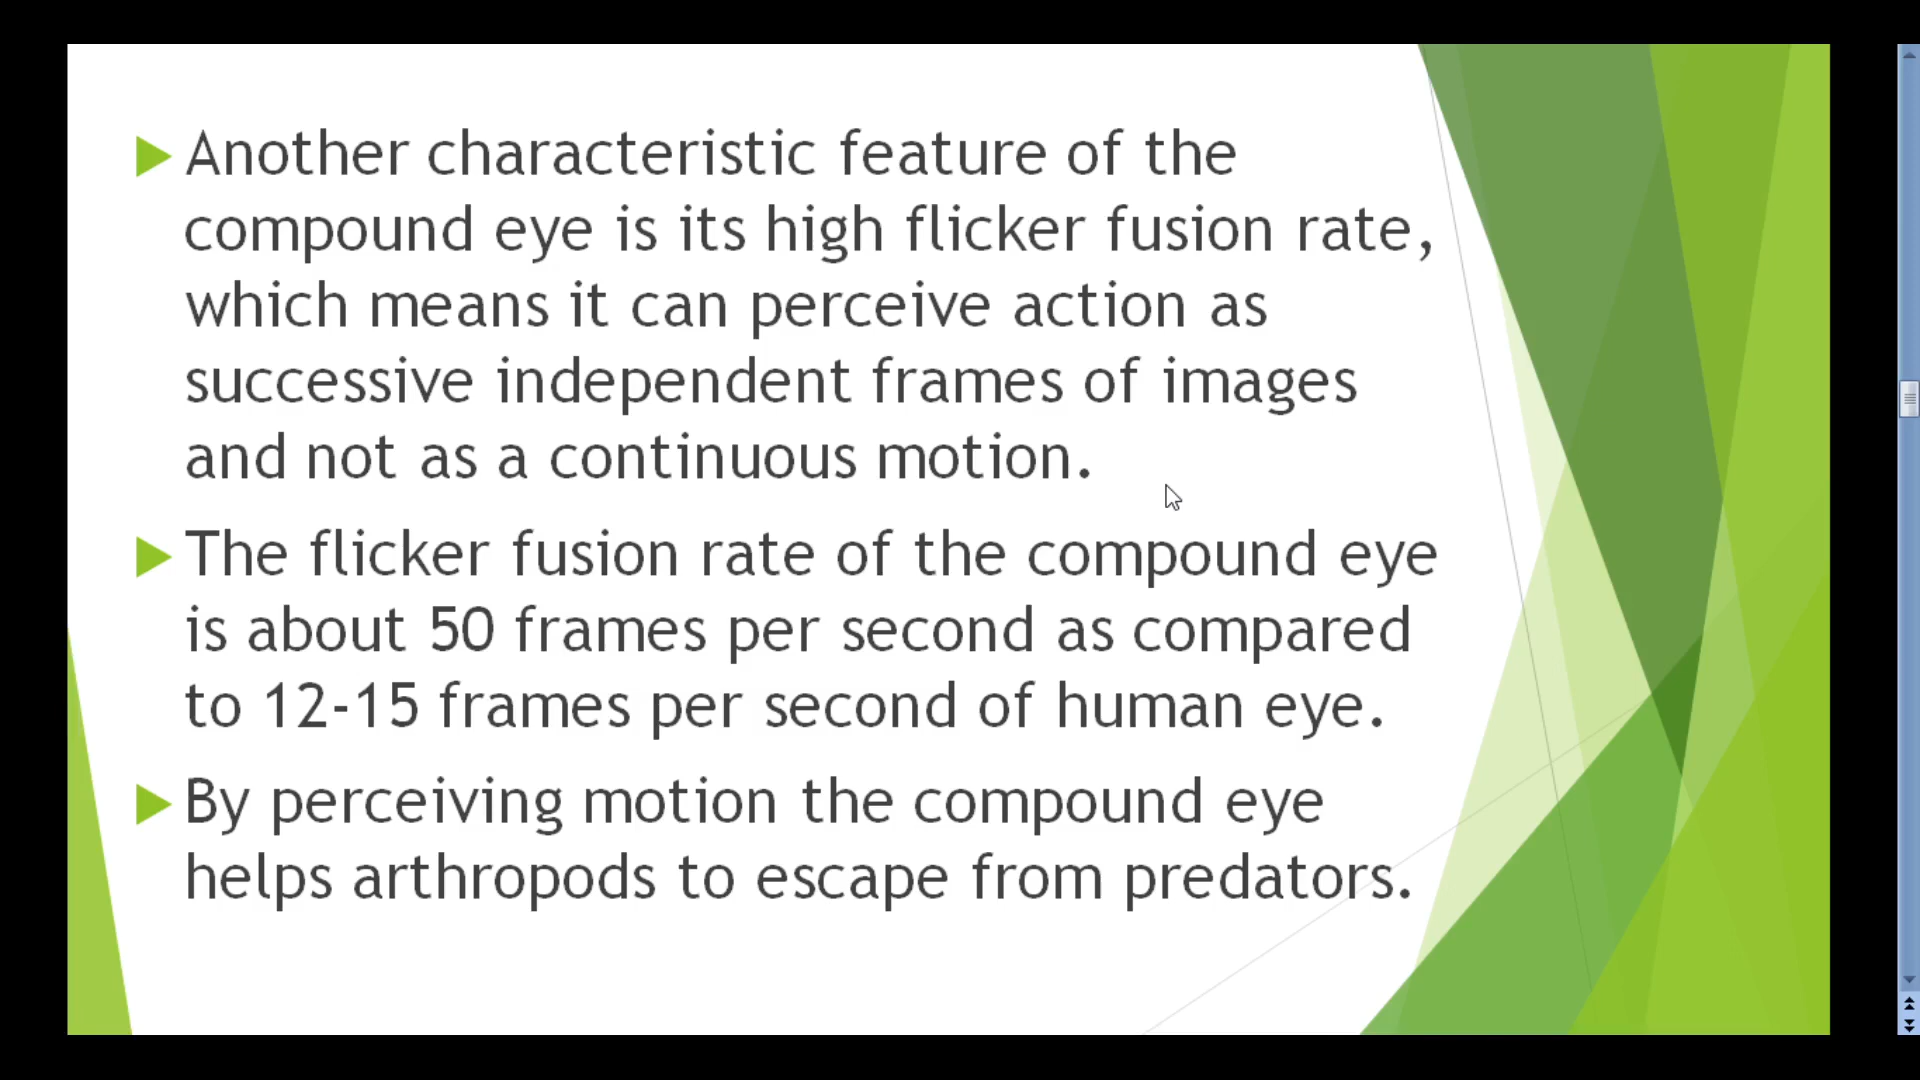 Another characteristic feature of the
compound eye is its high flicker fusion rate,
which means it can perceive action as
successive independent frames of images
and not as a continuous motion.
The flicker fusion rate of the compound eye
is about 50 frames per second as compared
to 12-15 frames per second of human eye.
By perceiving motion the compound eye
helps arthropods to escape from predators.